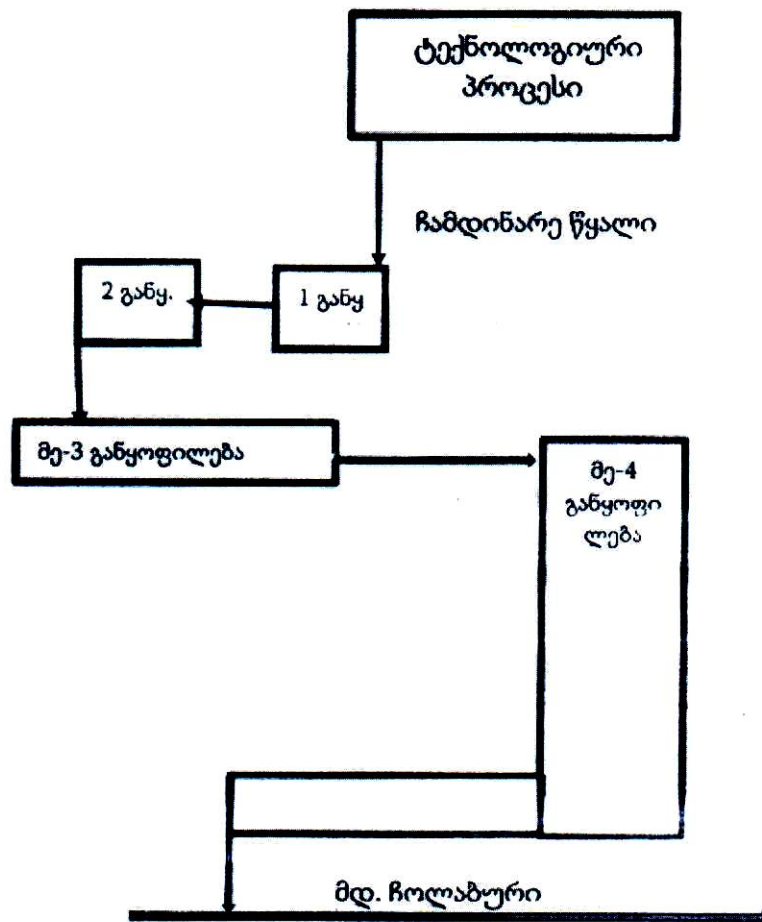 ტექნოლოგიური
პროცესი
ჩამდინარე წყალი
2 განყ.
1 განყ
მე-3 განყოფილება
მე-4
განყოფი
ლება
მდ. ჩოლაბური